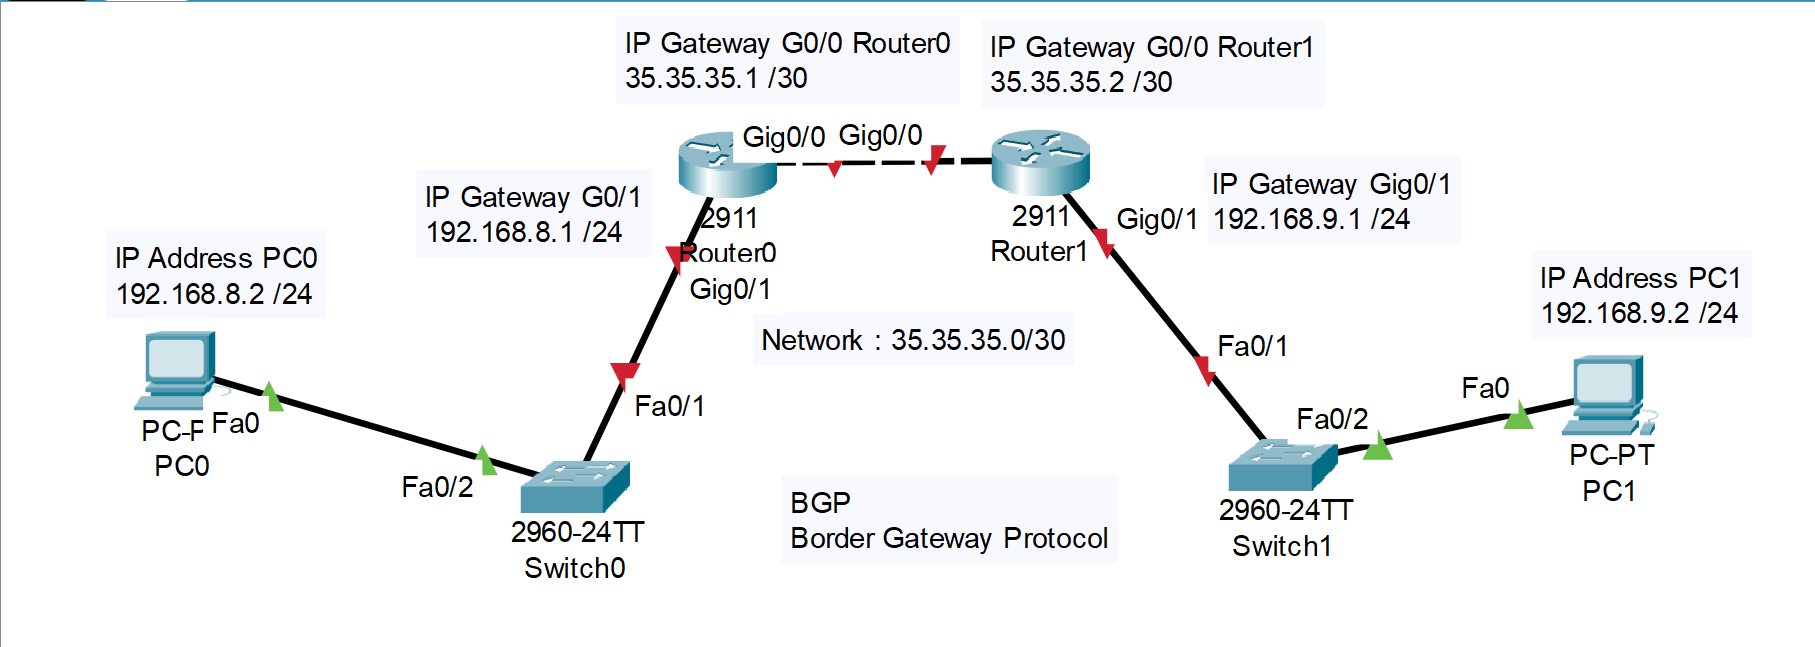 IP Gateway G0/0 Router0
35.35.35.1 /30
IP Gateway G0/0 Router1
35.35.35.2 /30
Gig0/0
Gig0/0
IP Gateway G0/1
192.168.8.1 /24
2911
Router0
Gig0/1
2911
Router1
Gig0/1
IP Gateway Gig0/1
192.168.9.1 /24
IP Address PC0
192.168.8.2 /24
IP Address PC1
192.168.9.2 /24
Network : 35.35.35.0/30
Fa0/1
Fa0/1
PC-P
Fa0
PC0
Fa0/2
Fa0/2
Fa0
PC-PT
PC1
2960-24TT
Switch0
BGP
Border Gateway Protocol
2960-24TT
Switch1